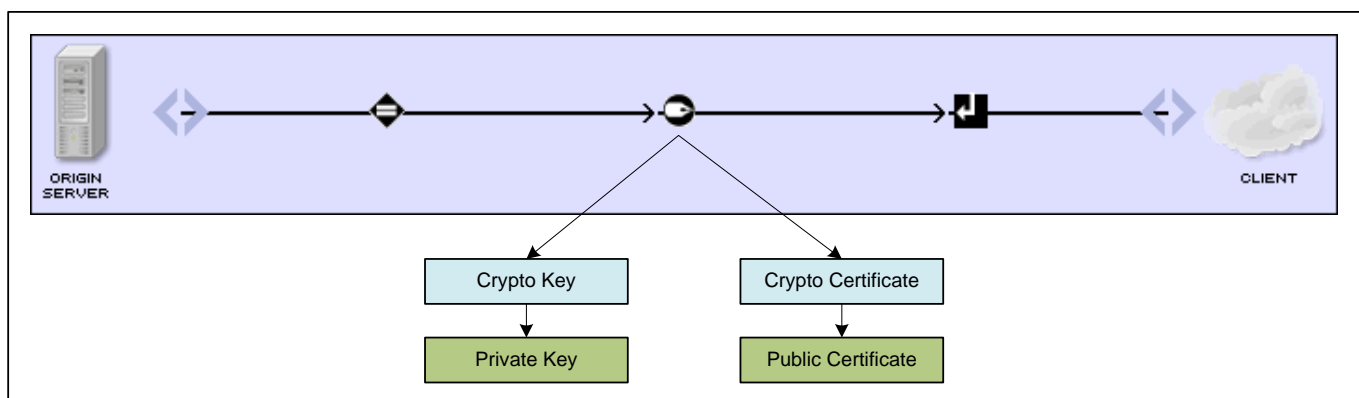 ORIGIN
SERVER
CLIENT
Crypto Key
Crypto Certificate
Private Key
Public Certificate